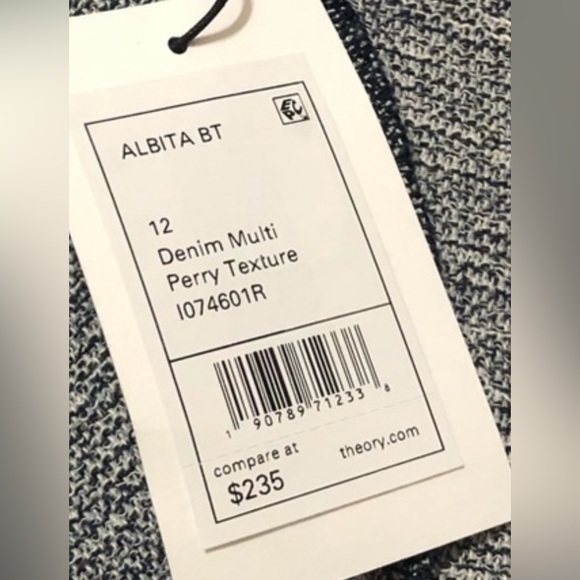 ALBITA BT
12
Denim Multi
Perry Texture
I074601R
1 90789 71233 8
compare at
$235
theory.com